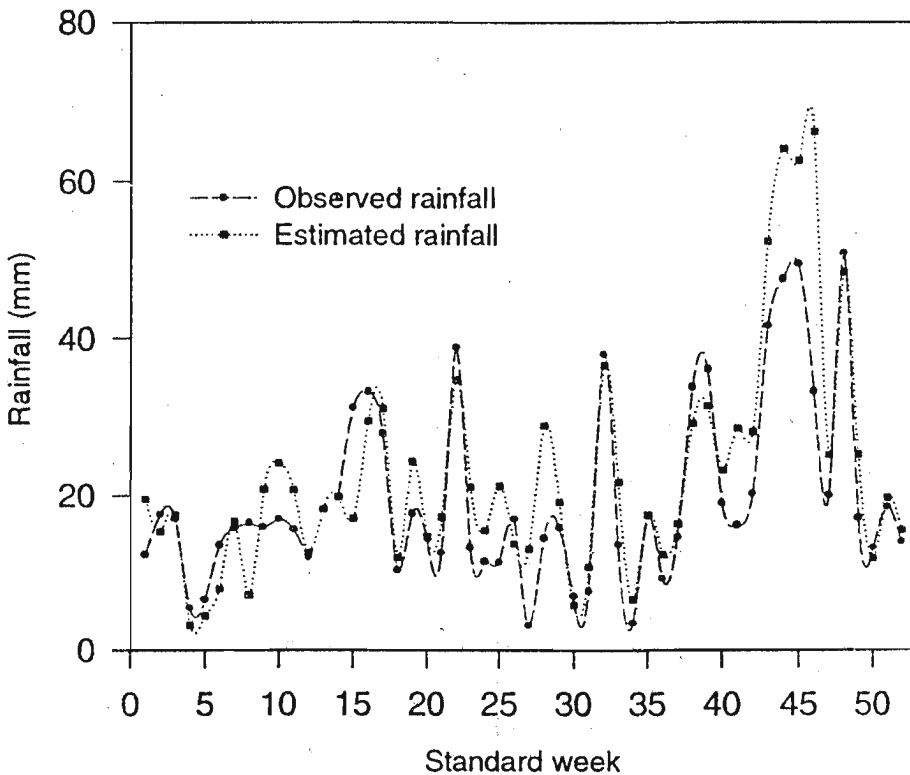 80
60
40
20
0
Rainfall (mm)
Observed rainfall
Estimated rainfall
0 5 10 15 20 25 30 35 40 45 50
Standard week